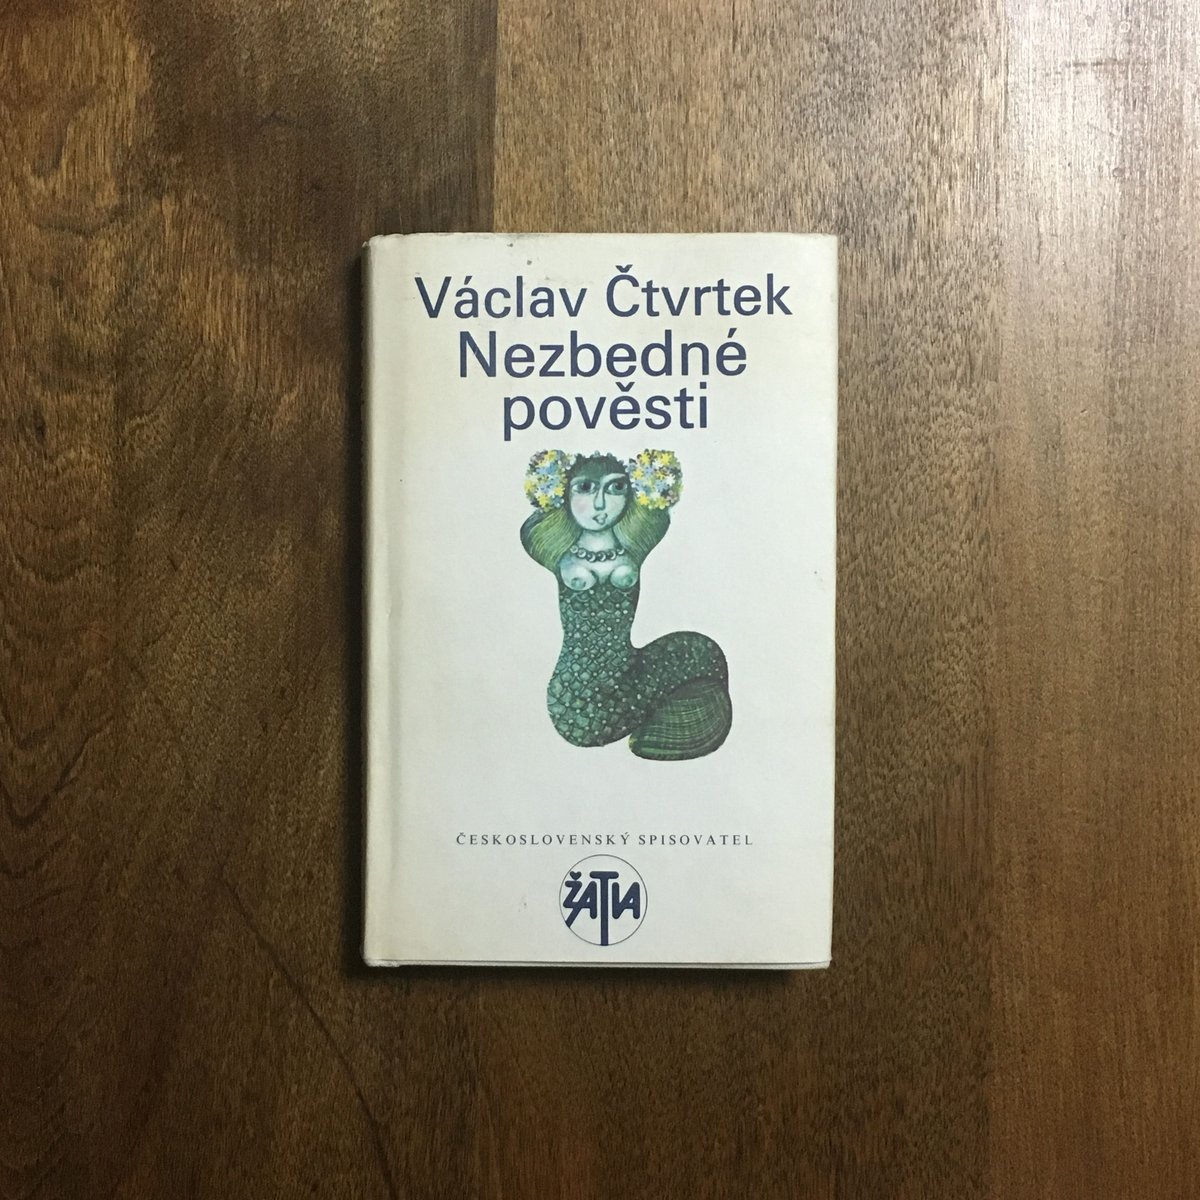 Václav Čtvrtek
Nezbedné
pověsti
ČESKOSLOVENSKÝ SPISOVATEL
ŽATVA